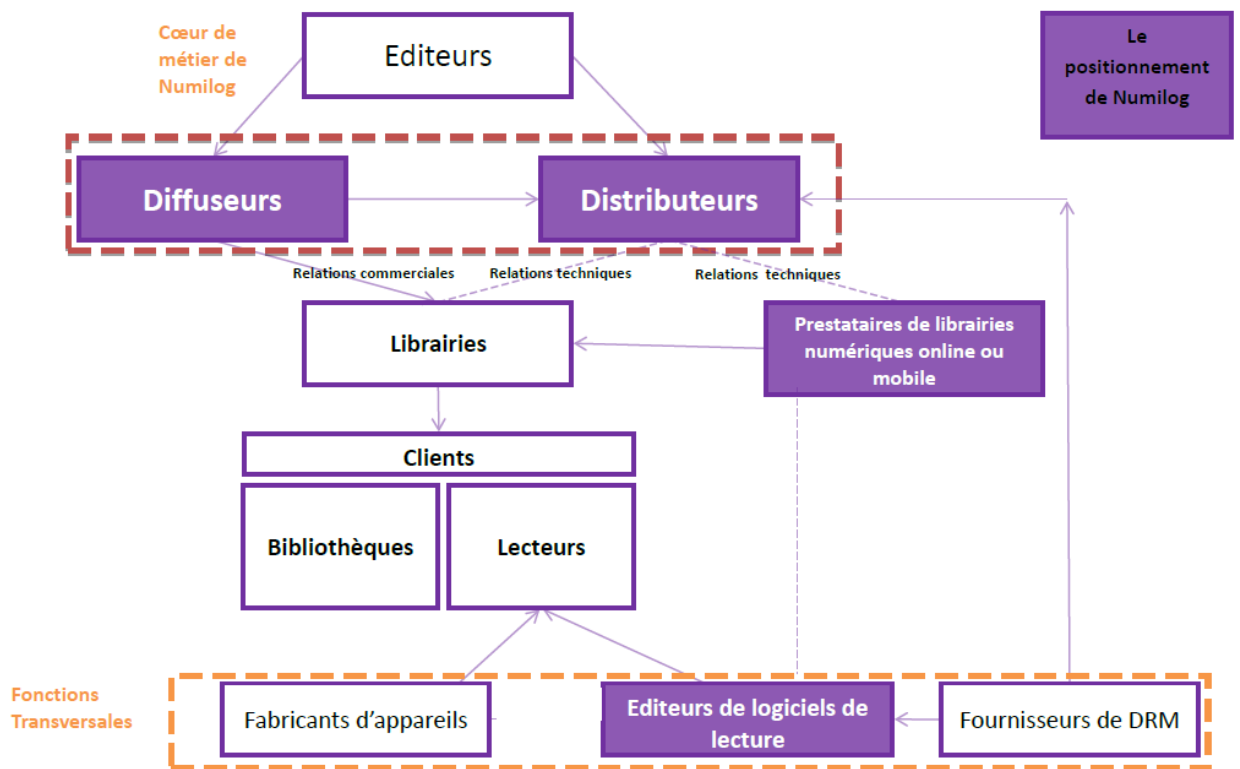 Cœur de
métier de
Numilog
Editeurs
Le
positionnement
de Numilog
Diffuseurs
Distributeurs
Relations commerciales
Relations techniques
Relations techniques
Librairies
Prestataires de librairies
numériques online ou
mobile
Clients
Bibliothèques
Lecteurs
Fonctions
Transversales
Fabricants d’appareils
Editeurs de logiciels de
lecture
Fournisseurs de DRM